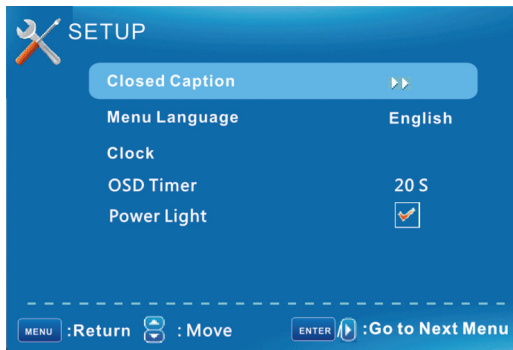 SETUP
Closed Caption
Menu Language English
Clock
OSD Timer 20 S
Power Light
MENU :Return : Move ENTER / :Go to Next Menu